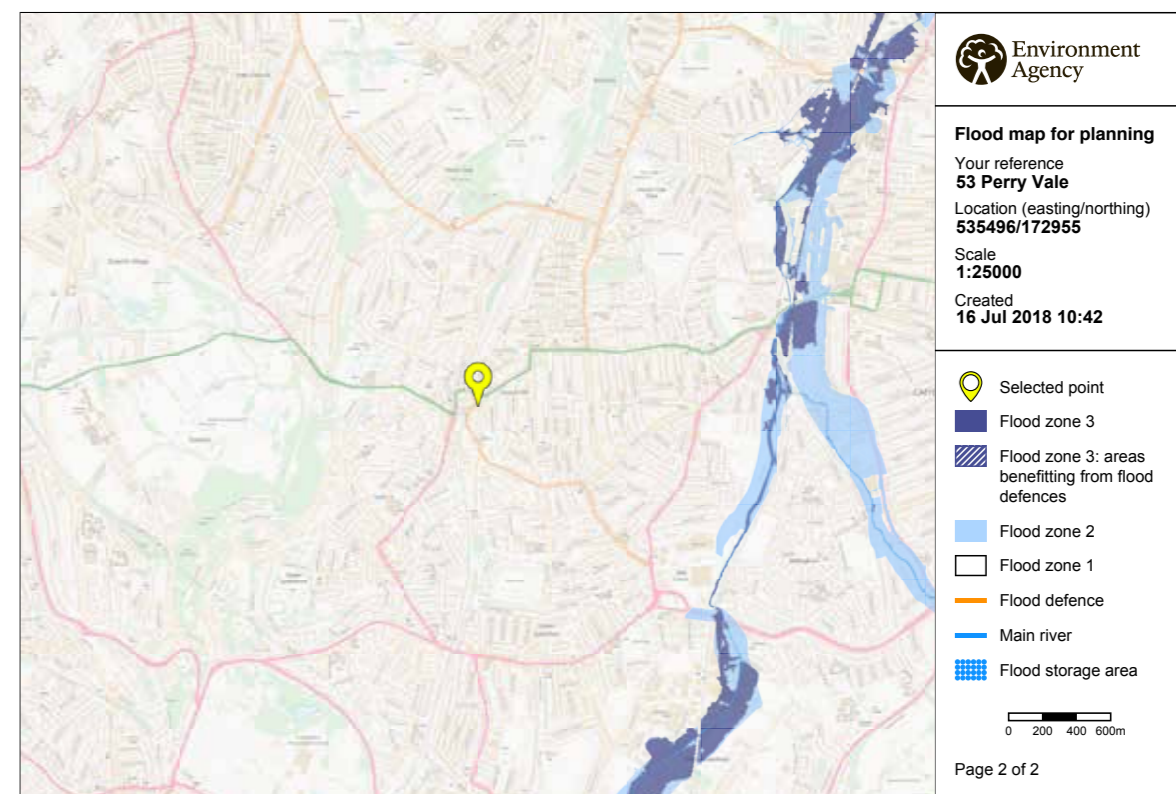 Environment
Agency
Flood map for planning
Your reference
53 Perry Vale
Location (easting/northing)
535496/172955
Scale
1:25000
Created
16 Jul 2018 10:42
Selected point
Flood zone 3
Flood zone 3: areas
benefitting from flood
defences
Flood zone 2
Flood zone 1
Flood defence
Main river
Flood storage area
0 200 400 600m
Page 2 of 2